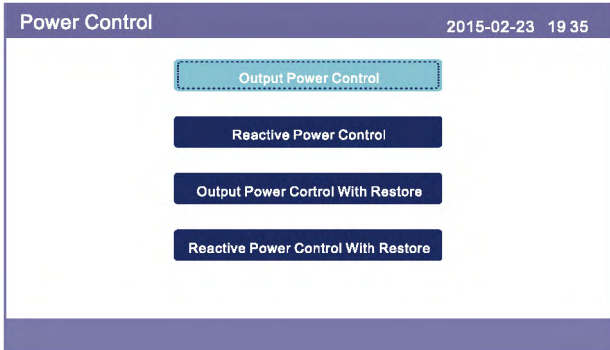 Power Control
2015-02-23 19 35
Output Power Control
Reactive Power Control
Output Power Cortrol With Restore
Reactive Power Control With Restore